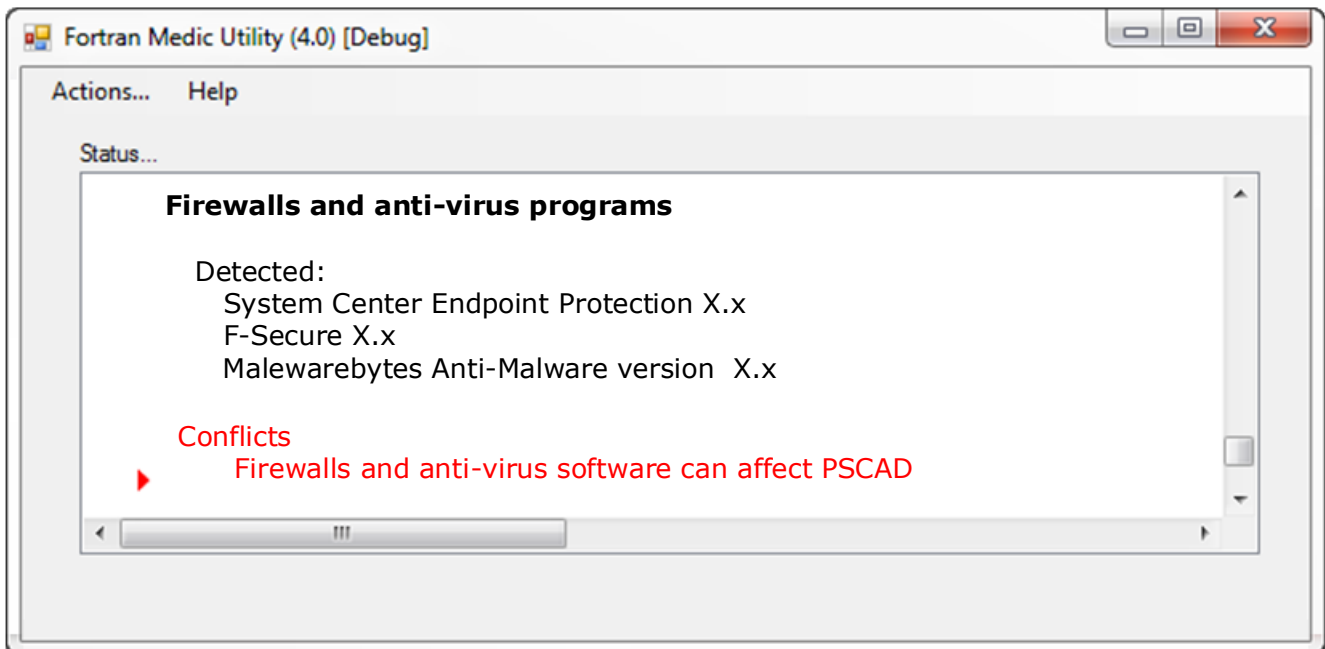 Fortran Medic Utility (4.0) [Debug]
Actions... Help
Status...
Firewalls and anti-virus programs
Detected:
System Center Endpoint Protection X.x
F-Secure X.x
Malewarebytes Anti-Malware version  X.x
Conflicts
Firewalls and anti-virus software can affect PSCAD